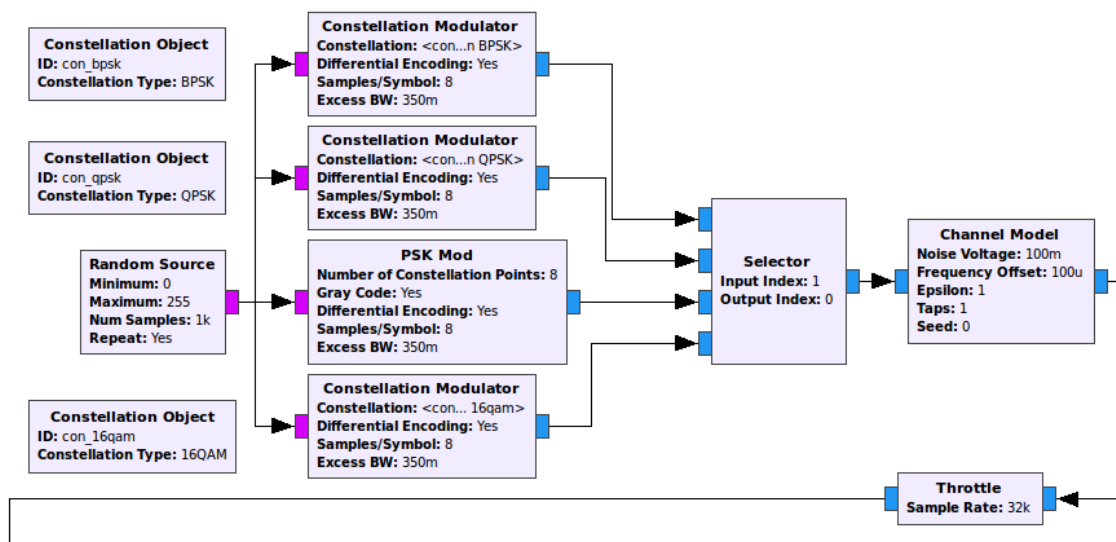 Constellation Object
ID: con_bpsk
Constellation Type: BPSK
Constellation Modulator
Constellation: <con...n BPSK>
Differential Encoding: Yes
Samples/Symbol: 8
Excess BW: 350m
Constellation Object
ID: con_qpsk
Constellation Type: QPSK
Constellation Modulator
Constellation: <con...n QPSK>
Differential Encoding: Yes
Samples/Symbol: 8
Excess BW: 350m
Random Source
Minimum: 0
Maximum: 255
Num Samples: 1k
Repeat: Yes
PSK Mod
Number of Constellation Points: 8
Gray Code: Yes
Differential Encoding: Yes
Samples/Symbol: 8
Excess BW: 350m
Selector
Input Index: 1
Output Index: 0
Channel Model
Noise Voltage: 100m
Frequency Offset: 100u
Epsilon: 1
Taps: 1
Seed: 0
Constellation Object
ID: con_16qam
Constellation Type: 16QAM
Constellation Modulator
Constellation: <con... 16qam>
Differential Encoding: Yes
Samples/Symbol: 8
Excess BW: 350m
Throttle
Sample Rate: 32k